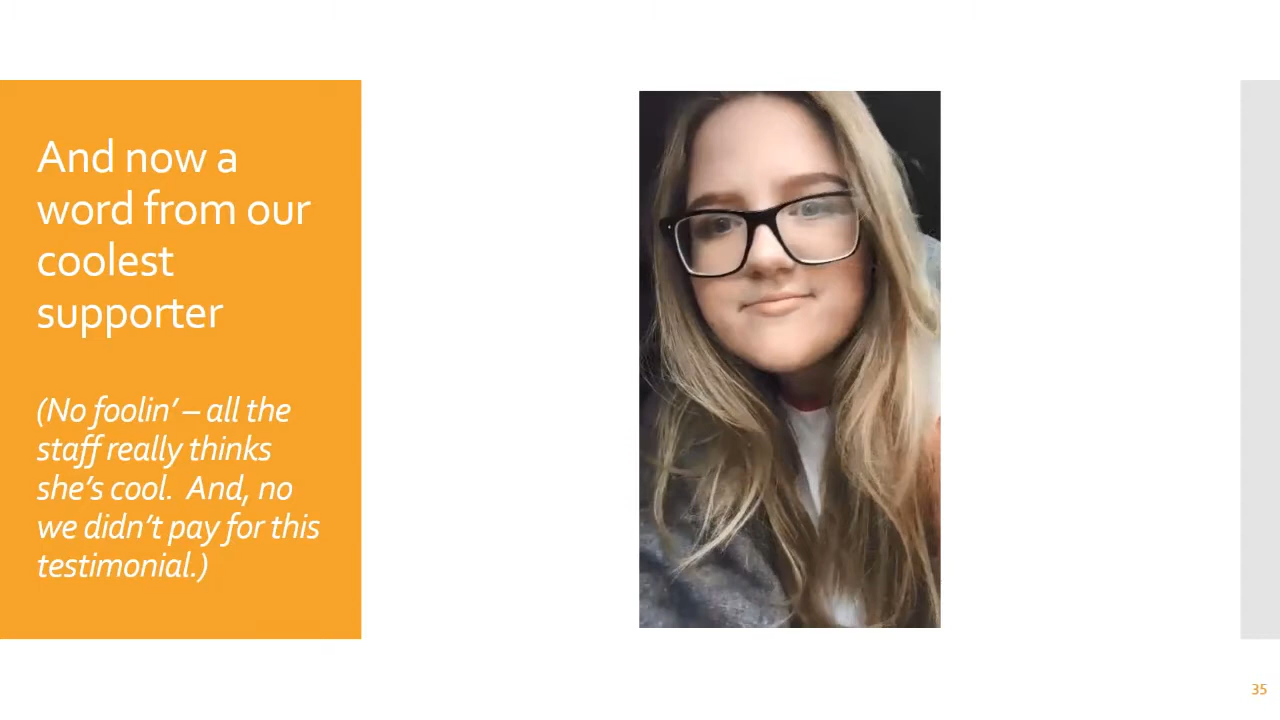 And now a
word from our
coolest
supporter
(No foolin’ – all the
staff really thinks
she’s cool.  And, no
we didn’t pay for this
testimonial.)
35